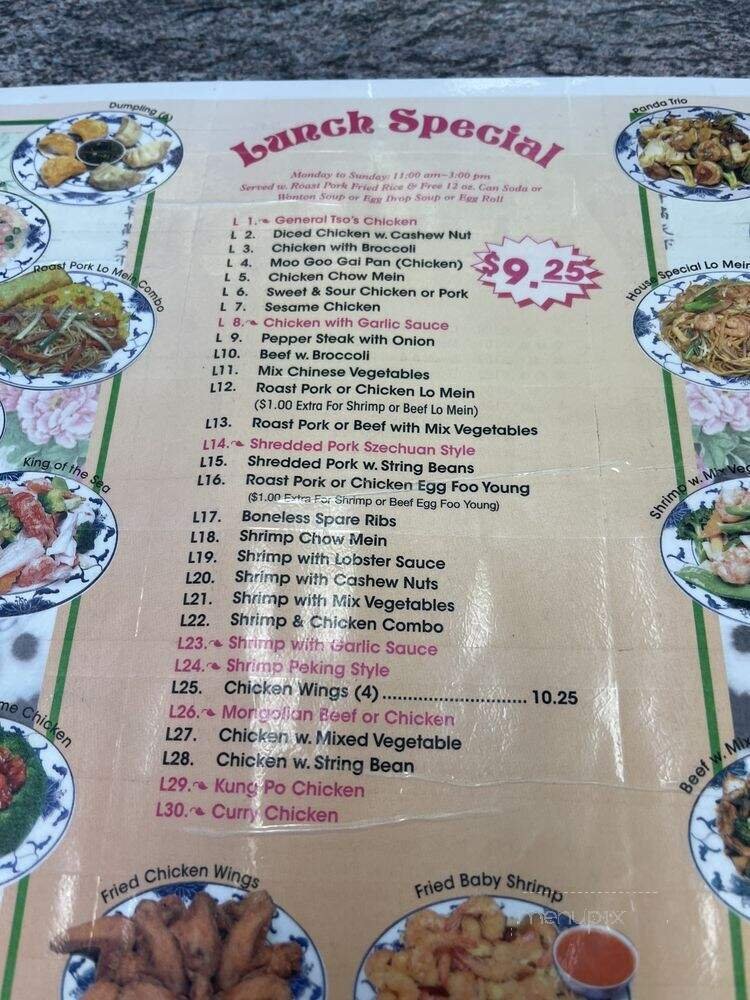 Dumpling (8)
Lunch Special
Panda Trio
Monday to Sunday: 11:00 am~3:00 pm
Served w. Roast Pork Fried Rice & Free 12 oz. Can Soda or
Wonton Soup or Egg Drop Soup or Egg Roll
L 1. General Tso's Chicken
L 2. Diced Chicken w. Cashew Nut
L 3. Chicken with Broccoli
L 4. Moo Goo Gai Pan (Chicken)
L 5. Chicken Chow Mein
L 6. Sweet & Sour Chicken or Pork
L 7. Sesame Chicken
$9.25
Roast Pork Lo Mein Combo
House Special Lo Mein
L 8. Chicken with Garlic Sauce
L 9. Pepper Steak with Onion
L10. Beef w. Broccoli
L11. Mix Chinese Vegetables
L12. Roast Pork or Chicken Lo Mein
($1.00 Extra For Shrimp or Beef Lo Mein)
L13. Roast Pork or Beef with Mix Vegetables
L14. Shredded Pork Szechuan Style
L15. Shredded Pork w. String Beans
L16. Roast Pork or Chicken Egg Foo Young
($1.00 Extra For Shrimp or Beef Egg Foo Young)
King of the Sea
Shrimp w. Mix Veg
L17. Boneless Spare Ribs
L18. Shrimp Chow Mein
L19. Shrimp with Lobster Sauce
L20. Shrimp with Cashew Nuts
L21. Shrimp with Mix Vegetables
L22. Shrimp & Chicken Combo
L23. Shrimp with Garlic Sauce
L24. Shrimp Peking Style
L25. Chicken Wings (4) ............................ 10.25
L26. Mongolian Beef or Chicken
L27. Chicken w. Mixed Vegetable
L28. Chicken w. String Bean
L29. Kung Po Chicken
L30. Curry Chicken
me Chicken
Beef w. Mix
Fried Chicken Wings
Fried Baby Shrimp
menupix